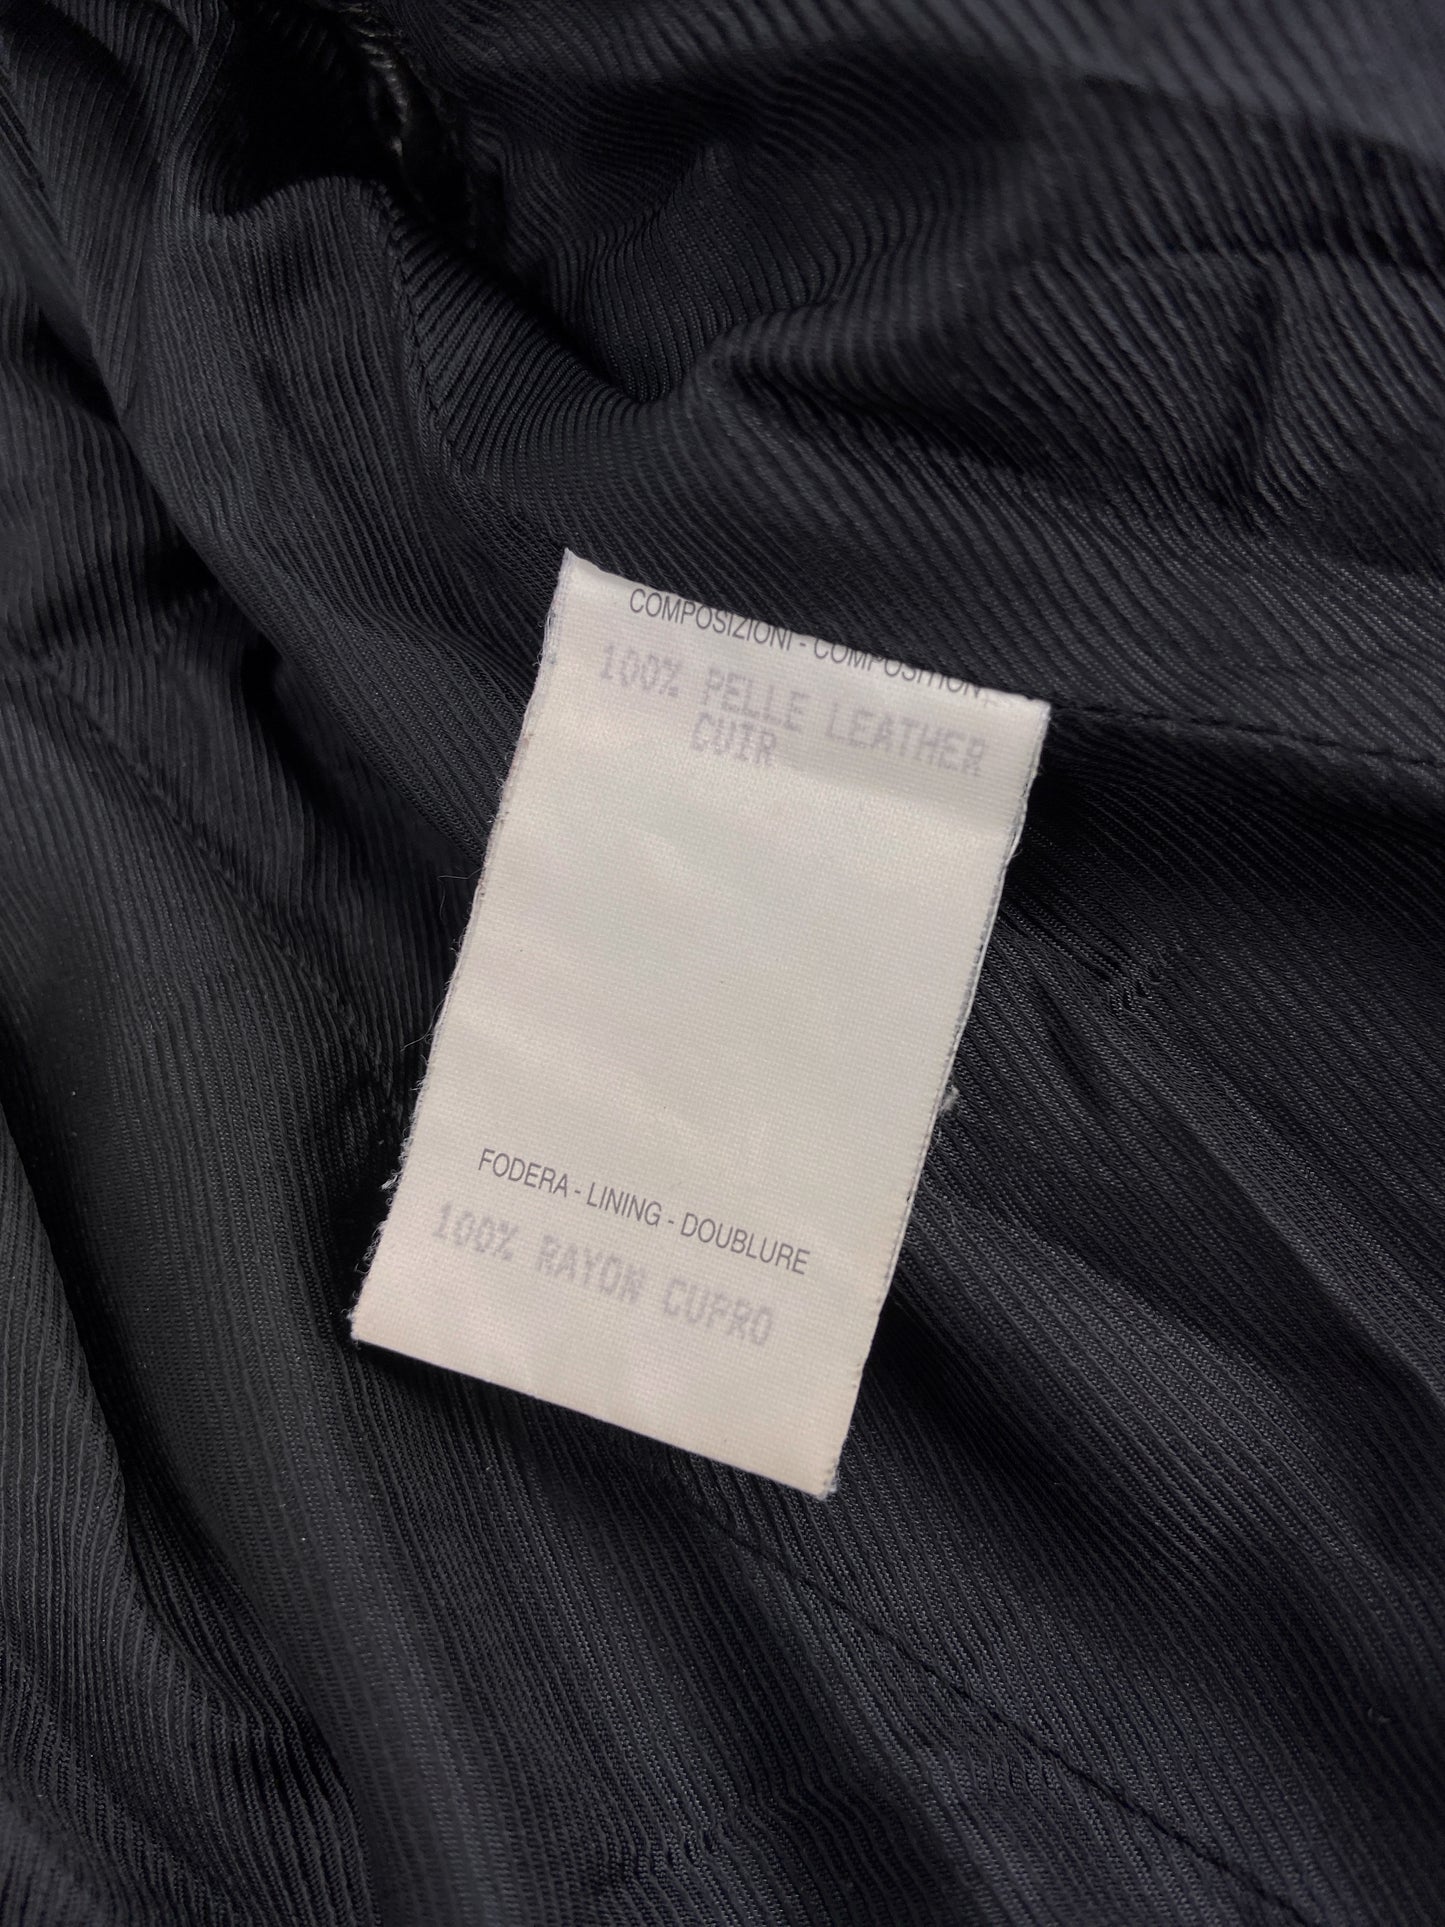 COMPOSIZIONI - COMPOSITION
100% PELLE LEATHER
CUIR
FODERA - LINING - DOUBLURE
100% RAYON CUPRO